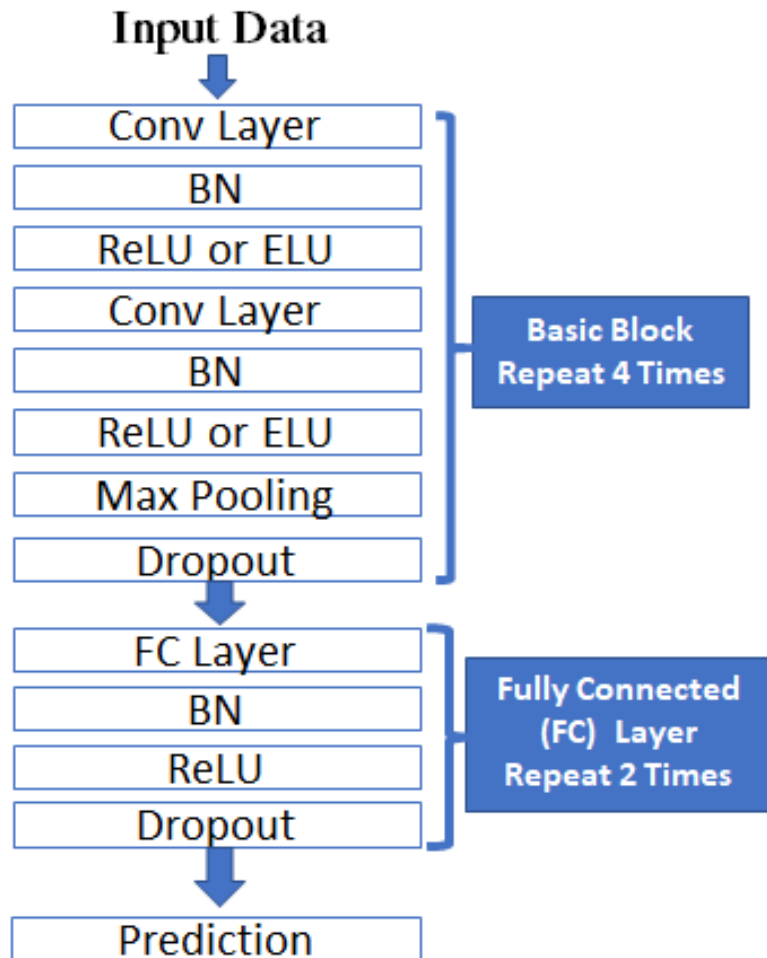 Input Data
Conv Layer
BN
ReLU or ELU
Conv Layer
BN
ReLU or ELU
Max Pooling
Dropout
Basic Block
Repeat 4 Times
FC Layer
BN
ReLU
Dropout
Fully Connected
(FC) Layer
Repeat 2 Times
Prediction